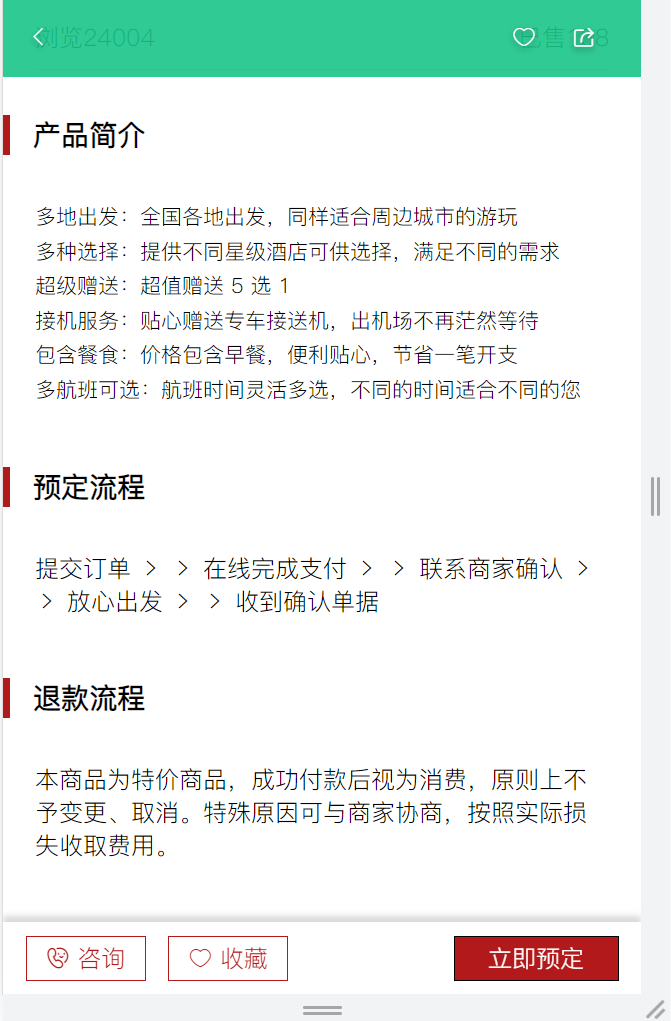 浏览24004
产品简介
多地出发：全国各地出发，同样适合周边城市的游玩
多种选择：提供不同星级酒店可供选择，满足不同的需求
超级赠送：超值赠送 5 选 1
接机服务：贴心赠送专车接送机，出机场不再茫然等待
包含餐食：价格包含早餐，便利贴心，节省一笔开支
多航班可选：航班时间灵活多选，不同的时间适合不同的您
预定流程
提交订单 > > 在线完成支付 > > 联系商家确认 >
> 放心出发 > > 收到确认单据
退款流程
本商品为特价商品，成功付款后视为消费，原则上不
予变更、取消。特殊原因可与商家协商，按照实际损
失收取费用。
咨询 收藏 立即预定